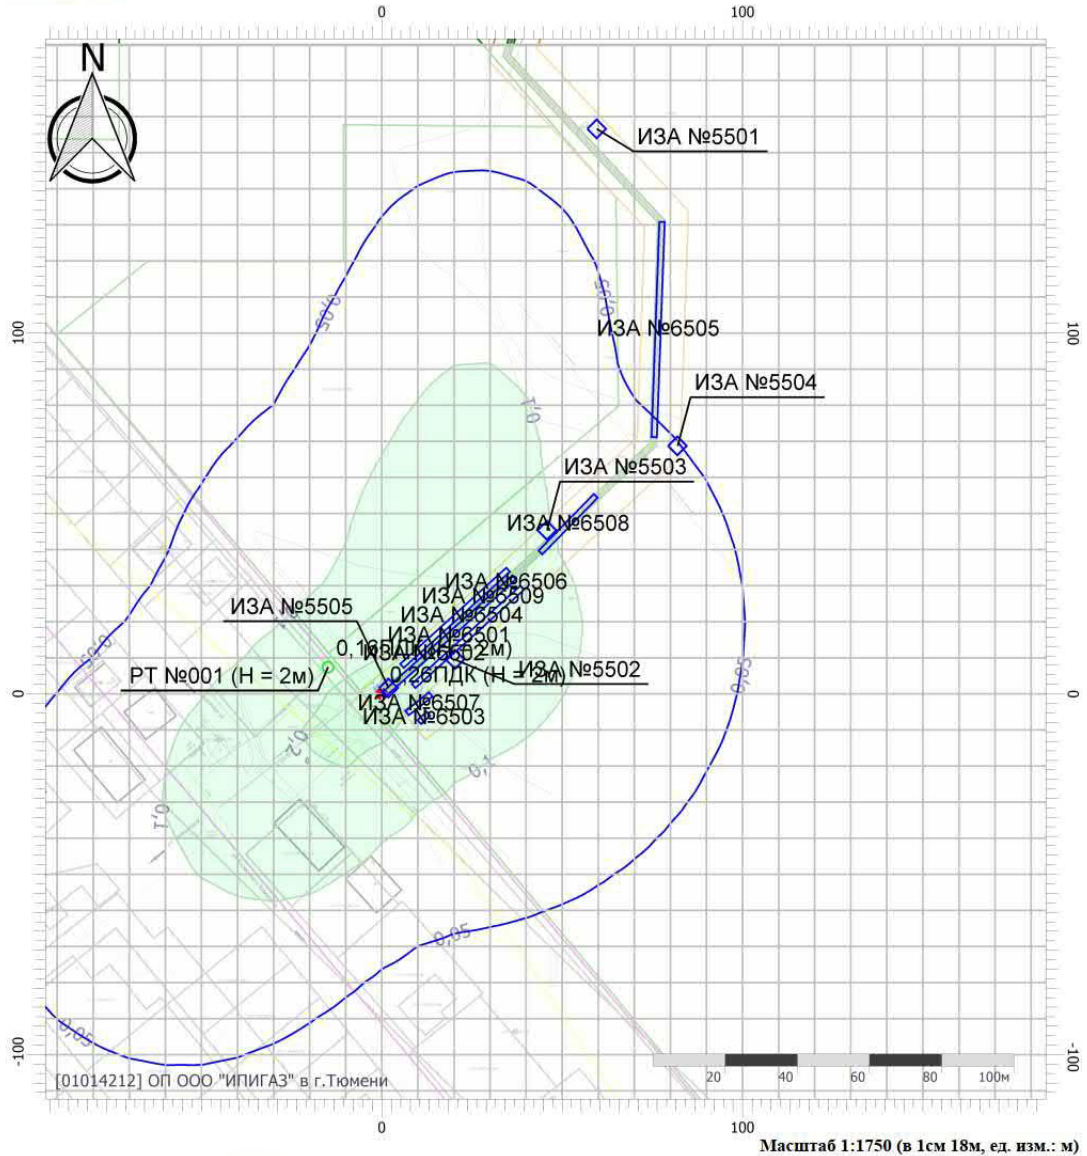 0
100
N
ИЗА №5501
0,05
0,05
100
ИЗА №6505
100
ИЗА №5504
0,1
ИЗА №5503
ИЗА №6508
ИЗА №6506
ИЗА №6509
ИЗА №5505
ИЗА №6504
ИЗА №6501
0,05
РТ №001 (Н = 2м)
ИЗА №5502
0,26ПДК (Н = 2м)
0,05
0
0
ИЗА №6507
ИЗА №6503
0,2
0,1
0,1
0,05
0,05
-100
-100
[01014212] ОП ООО "ИПИГАЗ" в г.Тюмени
20
40
60
80
100м
0
100
Масштаб 1:1750 (в 1см 18м, ед. изм.: м)